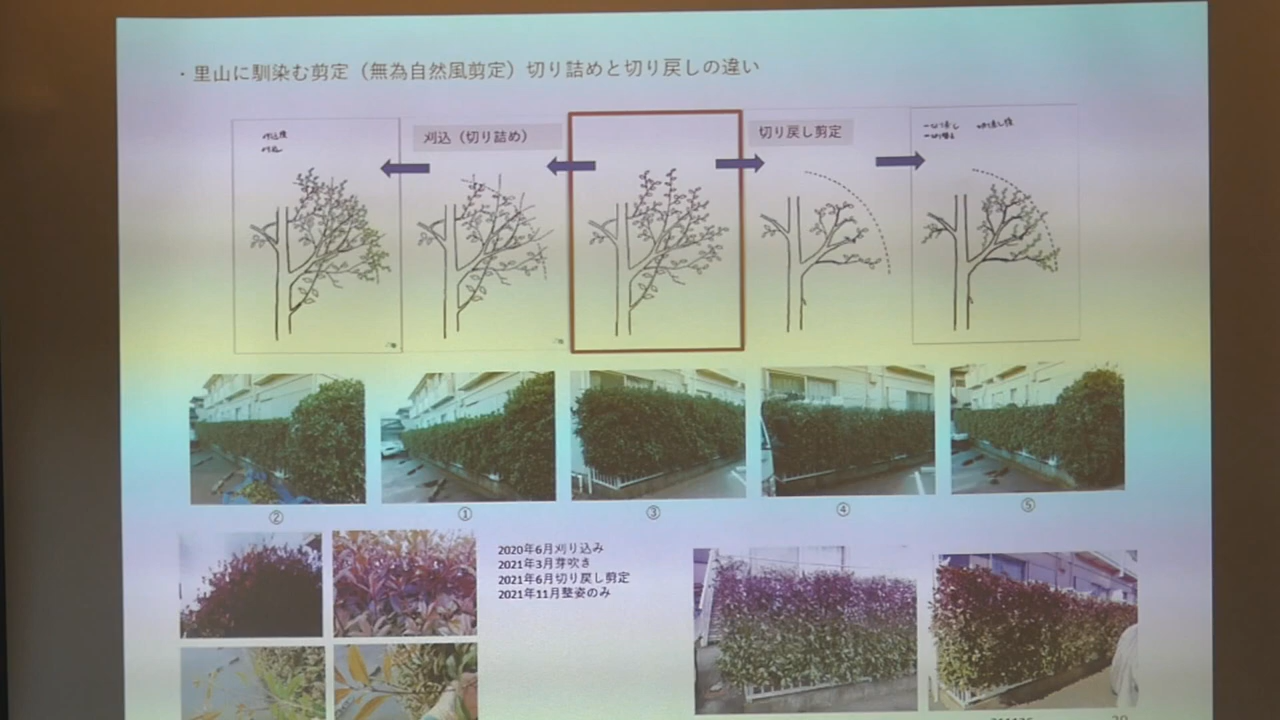 ・里山に馴染む剪定（無為自然風剪定）切り詰めと切り戻しの違い
刈込（切り詰め）
切り戻し剪定
②
①
③
④
⑤
2020年6月刈り込み
2021年3月芽吹き
2021年6月切り戻し剪定
2021年11月整姿のみ